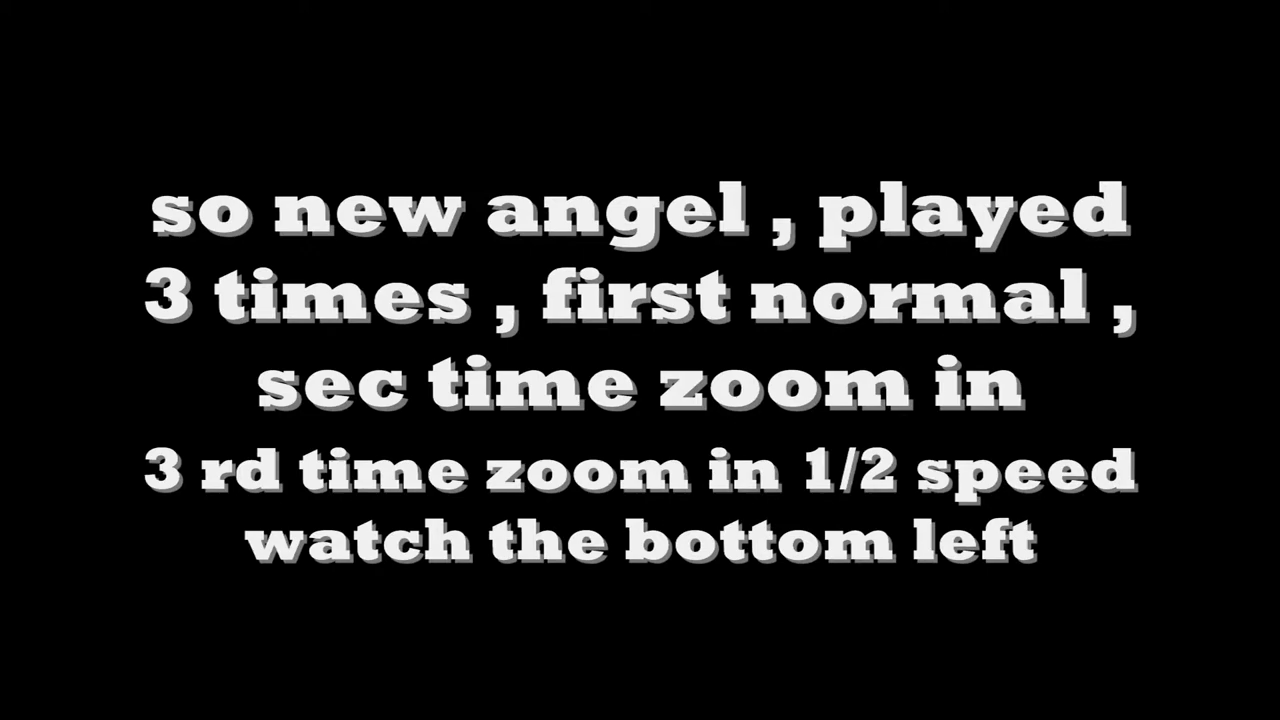 so new angel , played
3 times , first normal ,
sec time zoom in
3 rd time zoom in 1/2 speed
watch the bottom left